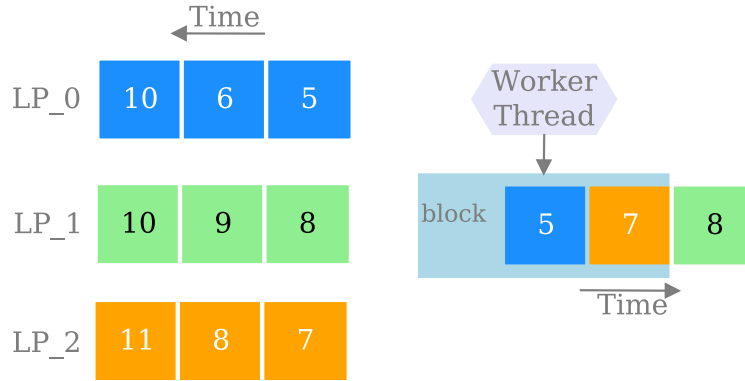 Time
LP_0 10 6 5
Worker
Thread
LP_1 10 9 8
block 5 7 8
Time
LP_2 11 8 7